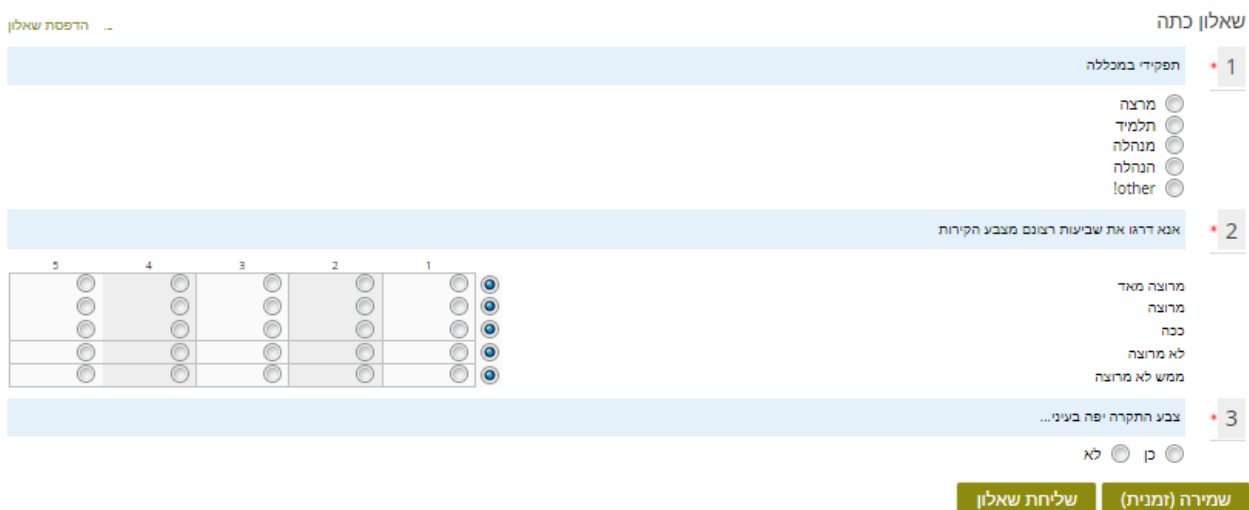 שאלון כתה
הדפסת שאלון
1 *
תפקידי במכללה
מרצה
תלמיד
מנהלה
הנהלה
!other
2 *
אנא דרגו את שביעות רצונם מצבע הקירות
1 2 3 4 5
מרוצה מאד
מרוצה
ככה
לא מרוצה
ממש לא מרוצה
3 *
צבע התקרה יפה בעיני...
כן לא
שמירה (זמנית) שליחת שאלון